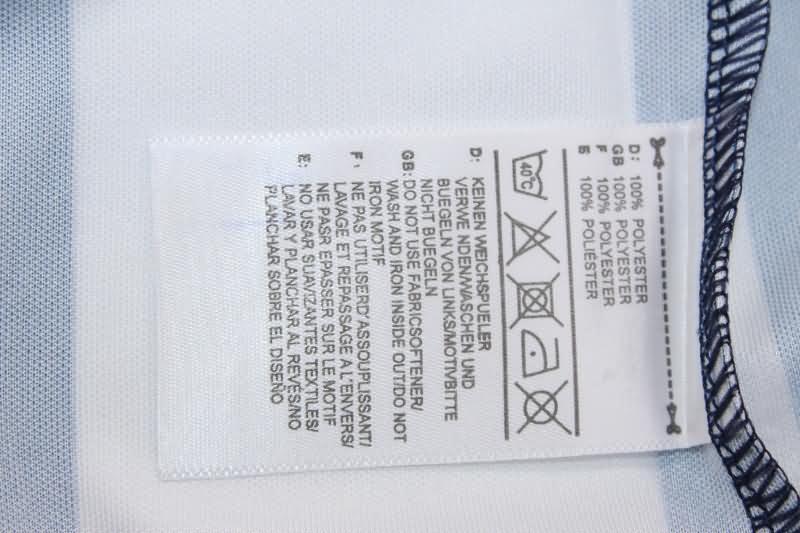 D: 100% POLYESTER
GB 100% POLYESTER
F 100% POLYESTER
E 100% POLIÉSTER
40°C
D: KEINEN WEICHSPUELER
VERWE NDEN/WASCHEN UND
BUEGELN VON LINKS/MOTIVBITTE
NICHT BUEGELN
GB: DO NOT USE FABRICSOFTENER/
WASH AND IRON INSIDE OUT/DO NOT
IRON MOTIF
F: NE PAS UTILISERD'ASSOUPLISSANT/
LAVAGE ET REPASSAGE A L'ENVERS/
NE PASR EPASSER SUR LE MOTIF
E: NO USAR SUAVIZANTES TEXTILES/
LAVAR Y PLANCHAR AL REVÉS/NO
PLANCHAR SOBRE EL DISEÑO